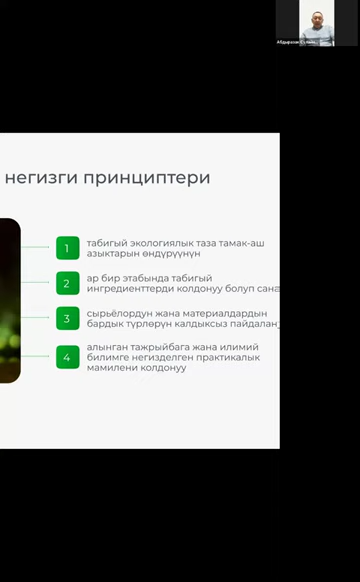 негизги принциптери
1
табигый экологиялык таза тамак-аш
азыктарын өндүрүүнүн
2
ар бир этабында табигый
ингредиенттерди колдонуу болуп сана
3
сырьёлордун жана материалдардын
бардык түрлөрүн калдыксыз пайдалан
4
алынган тажрыйбага жана илимий
билимге негизделген практикалык
мамилени колдонуу